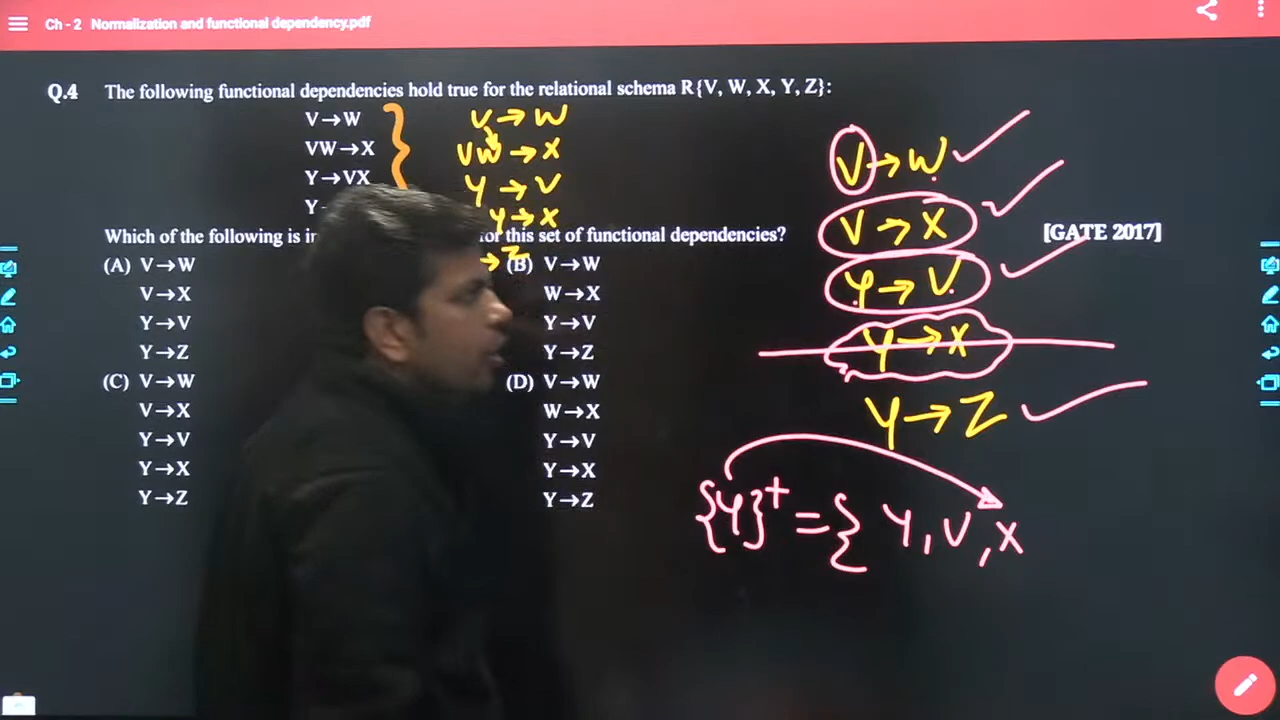 Ch - 2 Normalization and functional dependency.pdf
Q.4 The following functional dependencies hold true for the relational schema R{V, W, X, Y, Z}:
V→W
VW→X
Y→VX
Y
V→W
VW→X
Y→V
Y→X
→Z
Which of the following is for this set of functional dependencies? [GATE 2017]
(A) V→W
V→X
Y→V
Y→Z
(B) V→W
W→X
Y→V
Y→Z
(C) V→W
V→X
Y→V
Y→X
Y→Z
(D) V→W
W→X
Y→V
Y→X
Y→Z
V→W
V→X
Y→V
Y→X
Y→Z
{Y}+ = { Y, V, X